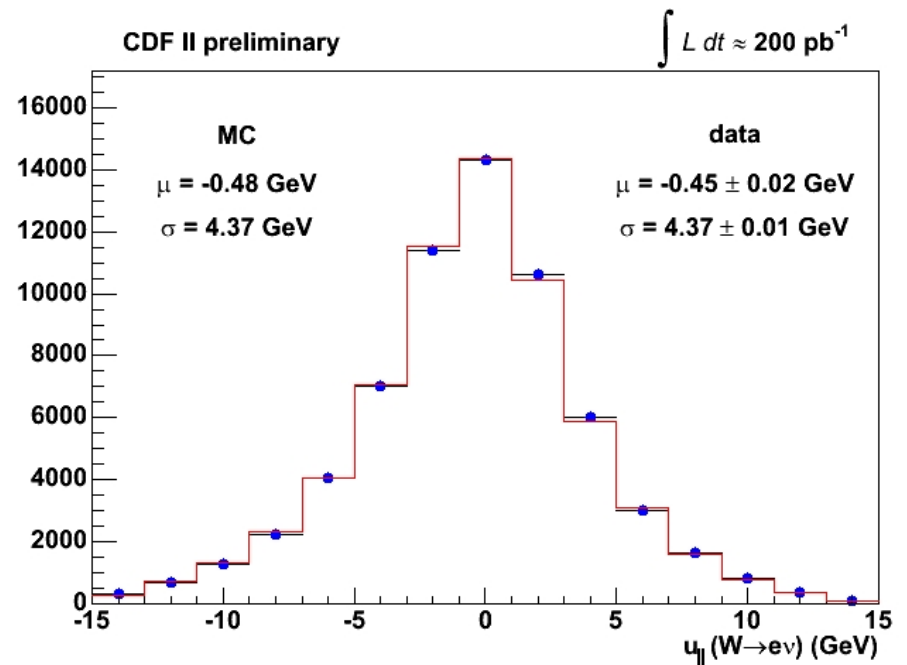 CDF II preliminary
∫ L dt ≈ 200 pb⁻¹
MC
μ = -0.48 GeV
σ = 4.37 GeV
data
μ = -0.45 ± 0.02 GeV
σ = 4.37 ± 0.01 GeV
16000
14000
12000
10000
8000
6000
4000
2000
0
-15 -10 -5 0 5 10 15
u|| (W→eν) (GeV)